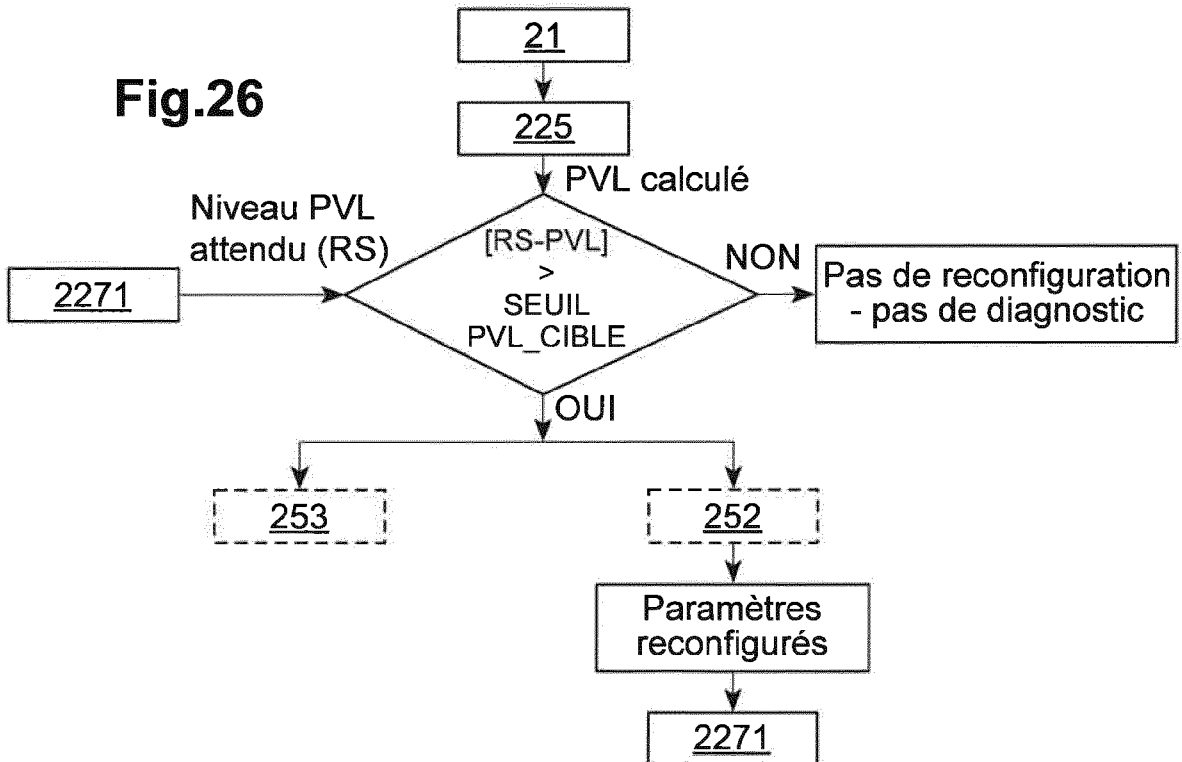 21
Fig.26
225
PVL calculé
Niveau PVL
attendu (RS)
[RS-PVL]
>
SEUIL
PVL_CIBLE
NON
Pas de reconfiguration
- pas de diagnostic
2271
OUI
253
252
Paramètres
reconfigurés
2271